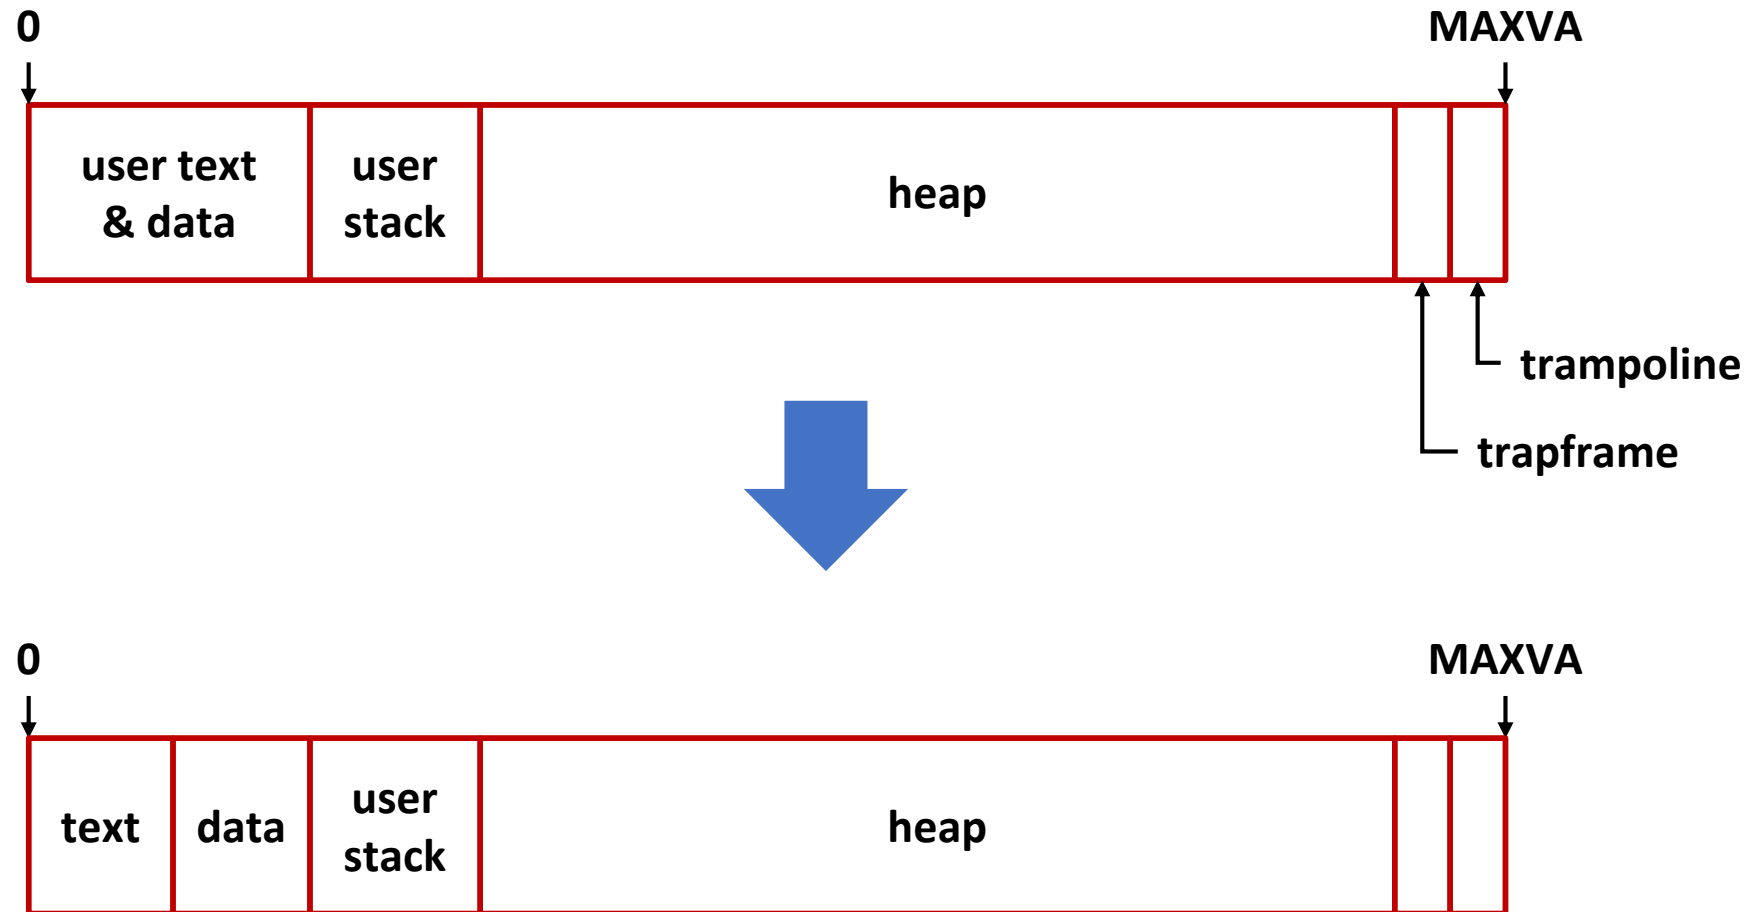 0
MAXVA
user text
& data
user
stack
heap
trampoline
trapframe
0
MAXVA
text
data
user
stack
heap